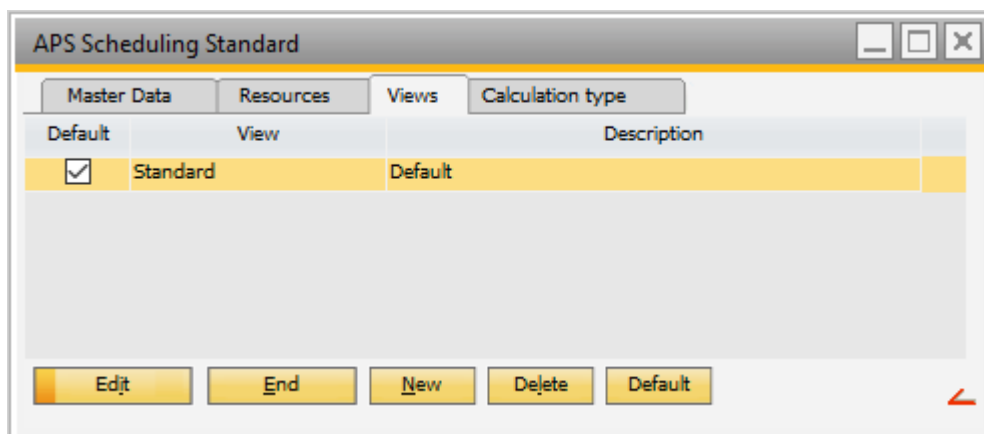 APS Scheduling Standard
Master Data Resources Views Calculation type
Default View Description
Standard Default
Edit End New Delete Default